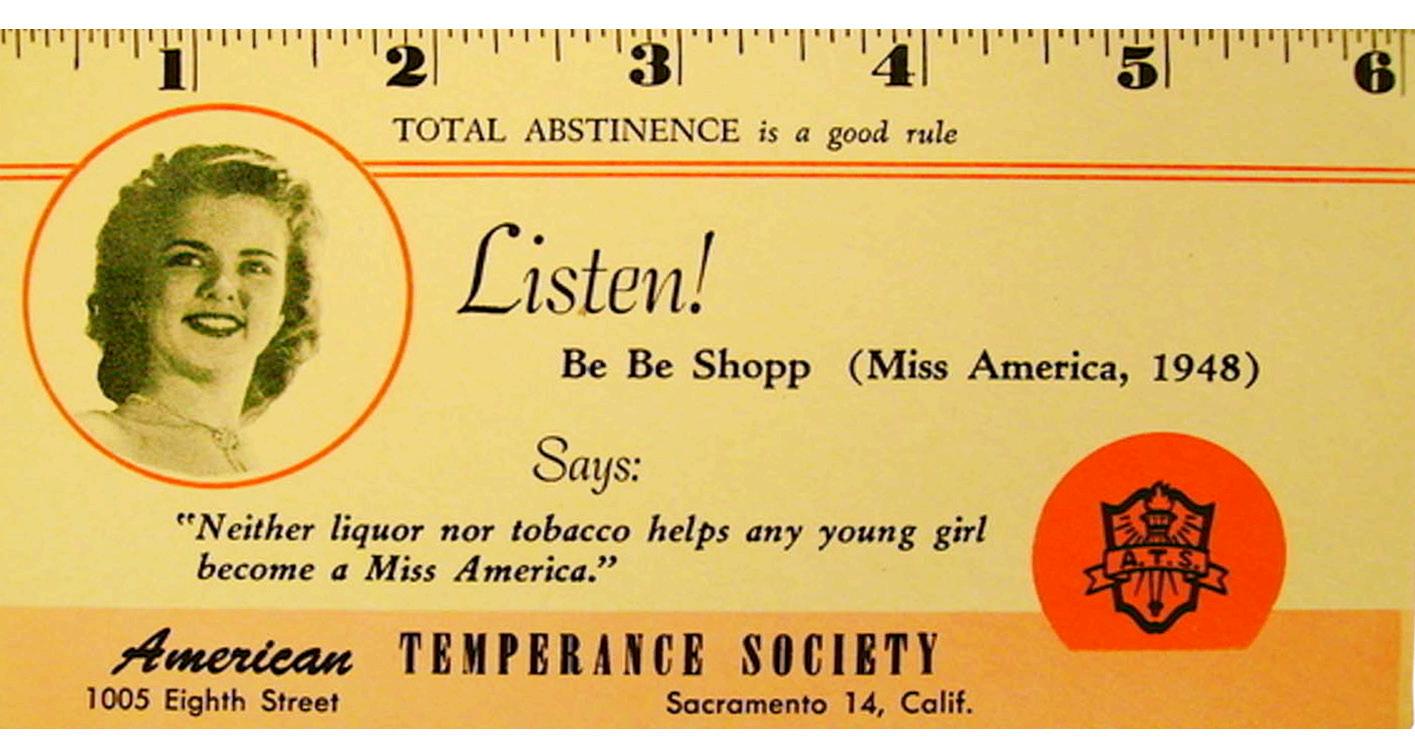 1 2 3 4 5 6
TOTAL ABSTINENCE is a good rule
Listen!
Be Be Shopp (Miss America, 1948)
Says:
"Neither liquor nor tobacco helps any young girl
become a Miss America."
A.T.S.
American TEMPERANCE SOCIETY
1005 Eighth Street Sacramento 14, Calif.